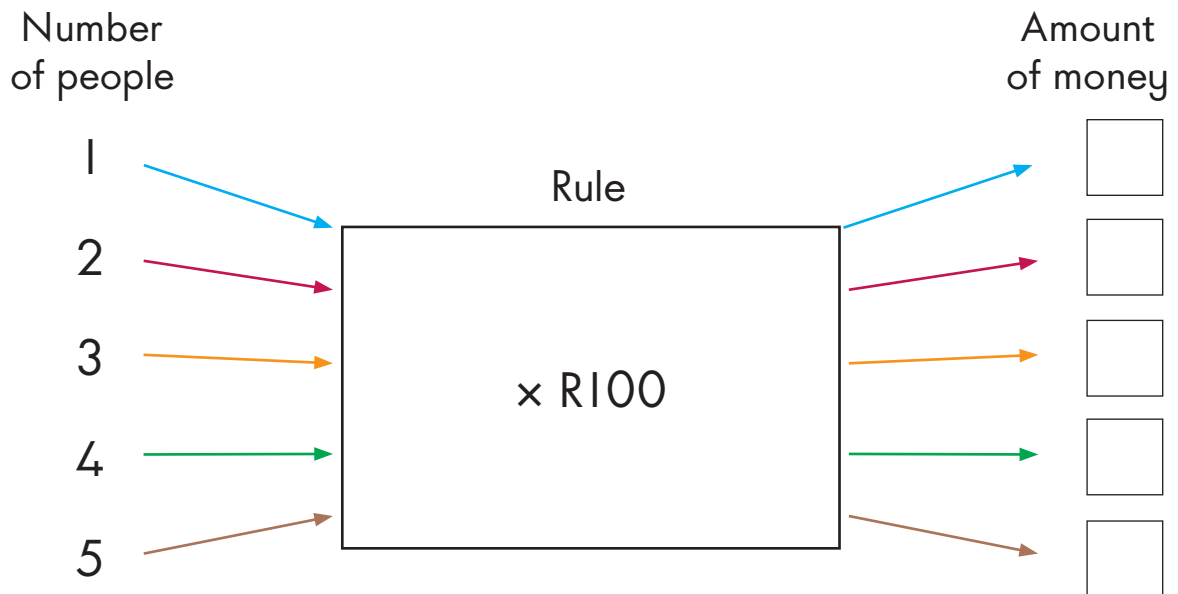 Number
of people
Amount
of money
1
Rule
2
3
× R100
4
5